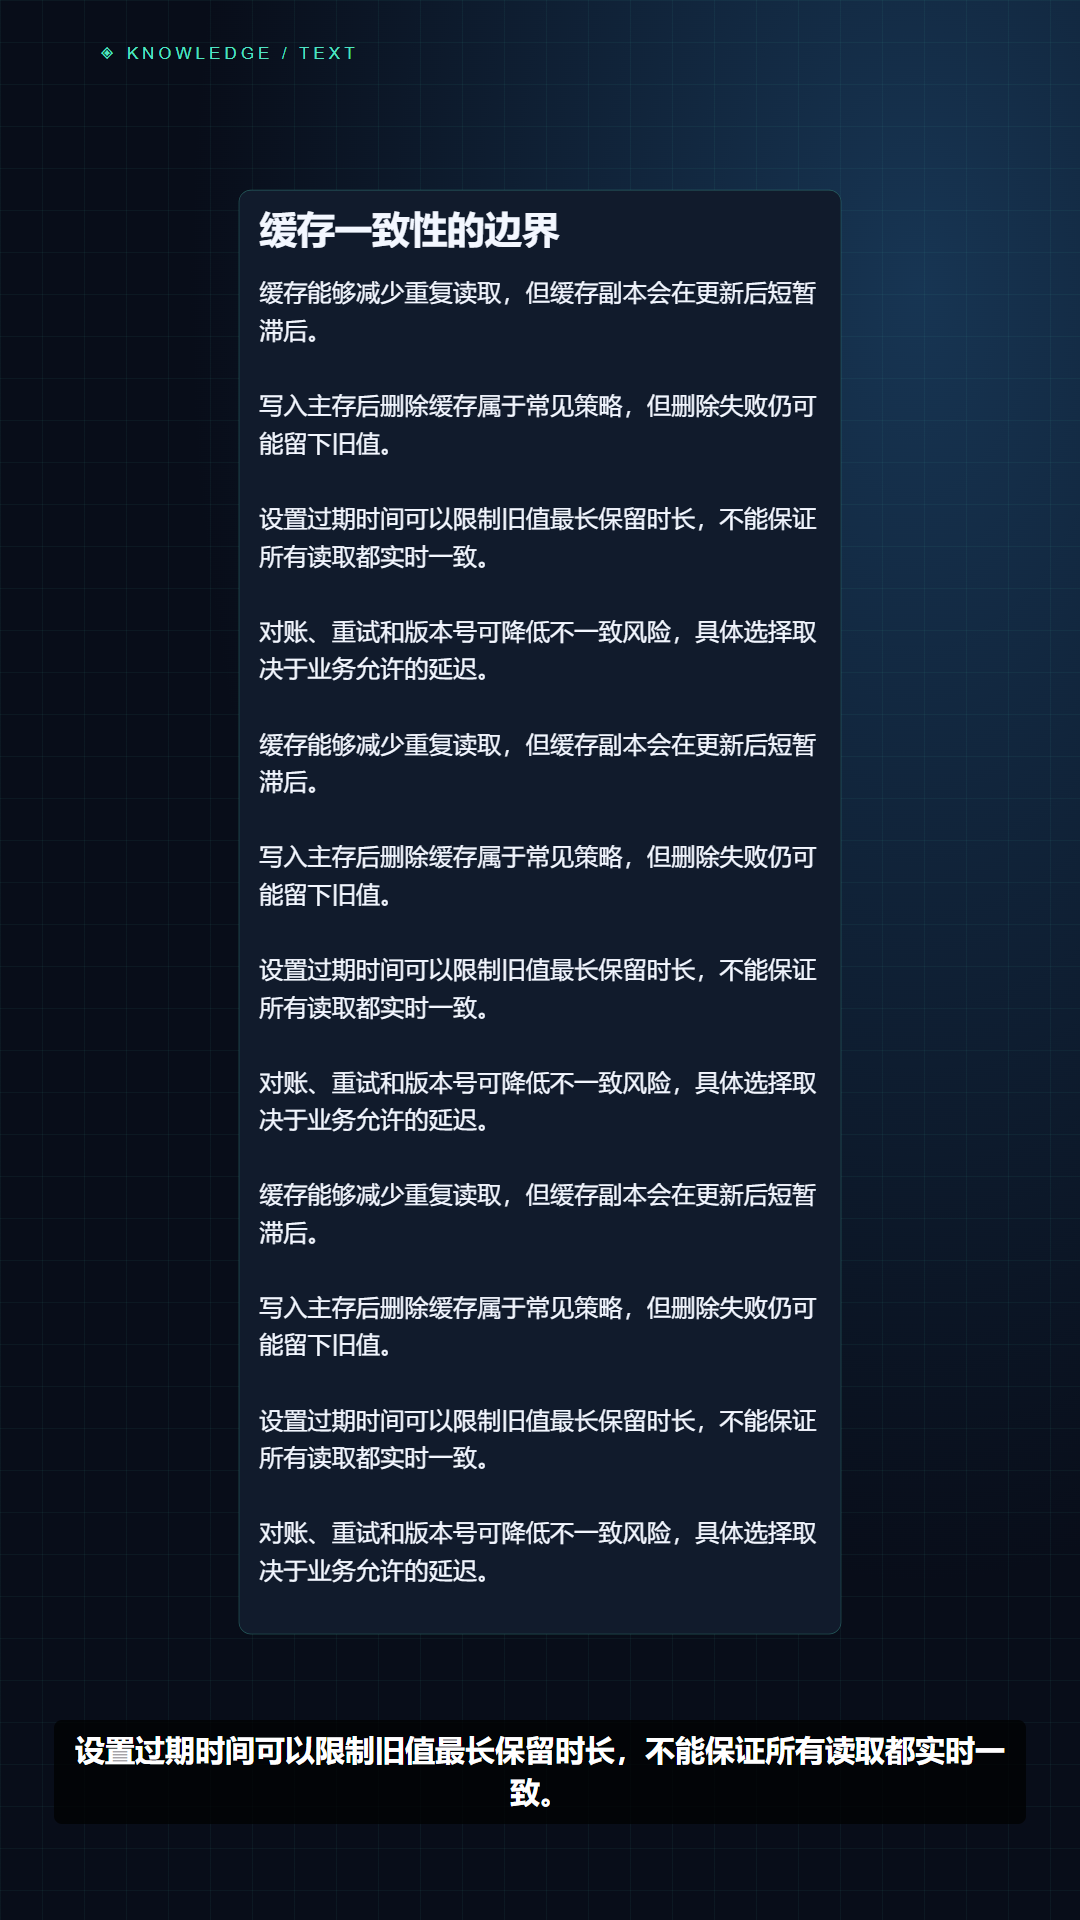 ◈ KNOWLEDGE / TEXT
缓存一致性的边界
缓存能够减少重复读取，但缓存副本会在更新后短暂
滞后。
写入主存后删除缓存属于常见策略，但删除失败仍可
能留下旧值。
设置过期时间可以限制旧值最长保留时长，不能保证
所有读取都实时一致。
对账、重试和版本号可降低不一致风险，具体选择取
决于业务允许的延迟。
缓存能够减少重复读取，但缓存副本会在更新后短暂
滞后。
写入主存后删除缓存属于常见策略，但删除失败仍可
能留下旧值。
设置过期时间可以限制旧值最长保留时长，不能保证
所有读取都实时一致。
对账、重试和版本号可降低不一致风险，具体选择取
决于业务允许的延迟。
缓存能够减少重复读取，但缓存副本会在更新后短暂
滞后。
写入主存后删除缓存属于常见策略，但删除失败仍可
能留下旧值。
设置过期时间可以限制旧值最长保留时长，不能保证
所有读取都实时一致。
对账、重试和版本号可降低不一致风险，具体选择取
决于业务允许的延迟。
设置过期时间可以限制旧值最长保留时长，不能保证所有读取都实时一
致。